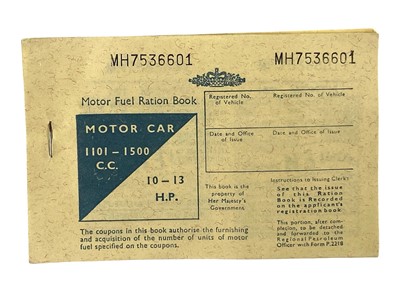 MH7536601 MH7536601
Motor Fuel Ration Book
MOTOR CAR
1101 – 1500
C.C.
10 – 13
H.P.
The coupons in this book authorise the furnishing
and acquisition of the number of units of motor
fuel specified on the coupons.
Registered No.
of Vehicle
Registered No. of Vehicle
Date and Office
of Issue
Date and Office of Issue
This book is the
property of
Her Majesty's
Government.
Instructions to Issuing Clerk:
See that the issue
of this Ration
Book is Recorded
on the applicant's
registration book
This portion, after com-
pletion, to be detached
and forwarded to the
Regional Petroleum
Officer with Form P.221B